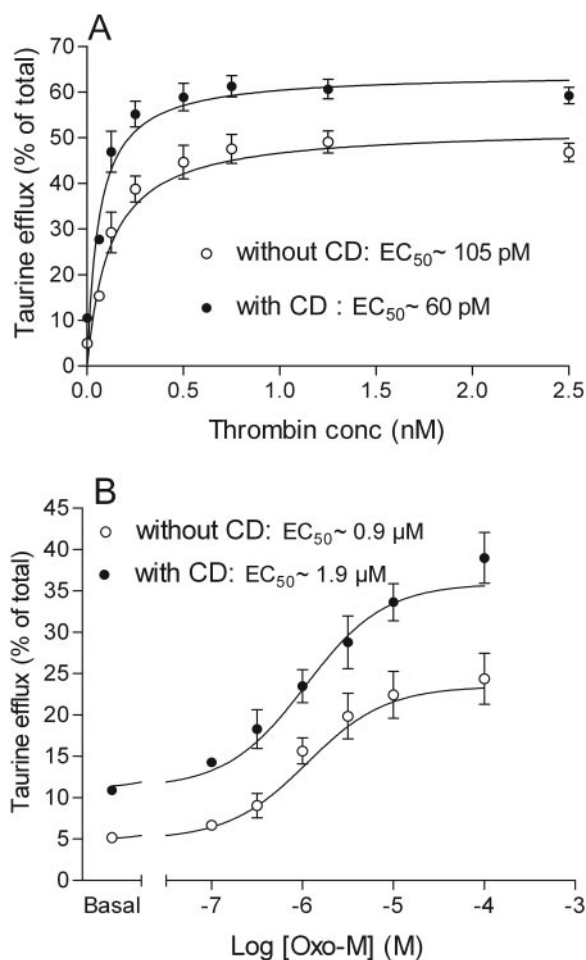 A
Taurine efflux (% of total)
70
60
50
40
30
20
10
0
without CD: EC50~ 105 pM
with CD : EC50~ 60 pM
0.0
0.5
1.0
1.5
2.0
2.5
Thrombin conc (nM)
B
Taurine efflux (% of total)
45
40
35
30
25
20
15
10
5
0
without CD: EC50~ 0.9 µM
with CD: EC50~ 1.9 µM
Basal
-7
-6
-5
-4
-3
Log [Oxo-M] (M)